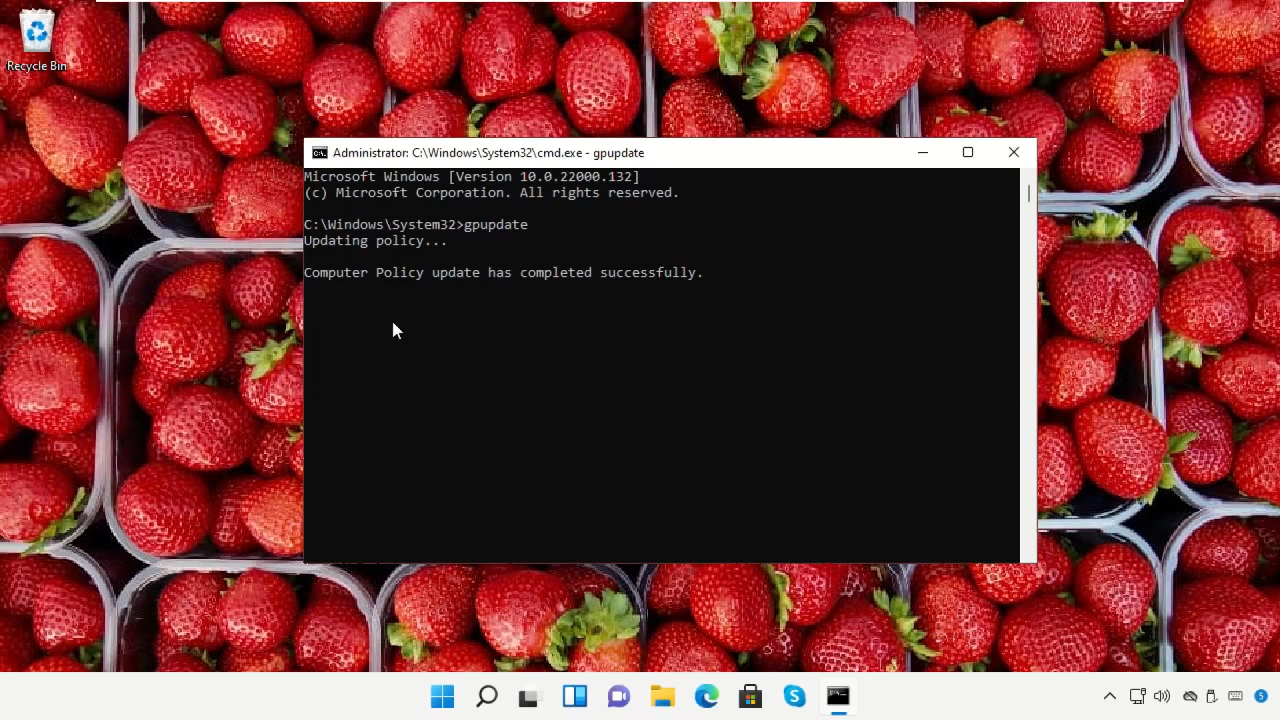 Recycle Bin
Administrator: C:\Windows\System32\cmd.exe - gpupdate
Microsoft Windows [Version 10.0.22000.132]
(c) Microsoft Corporation. All rights reserved.
C:\Windows\System32>gpupdate
Updating policy...
Computer Policy update has completed successfully.
5